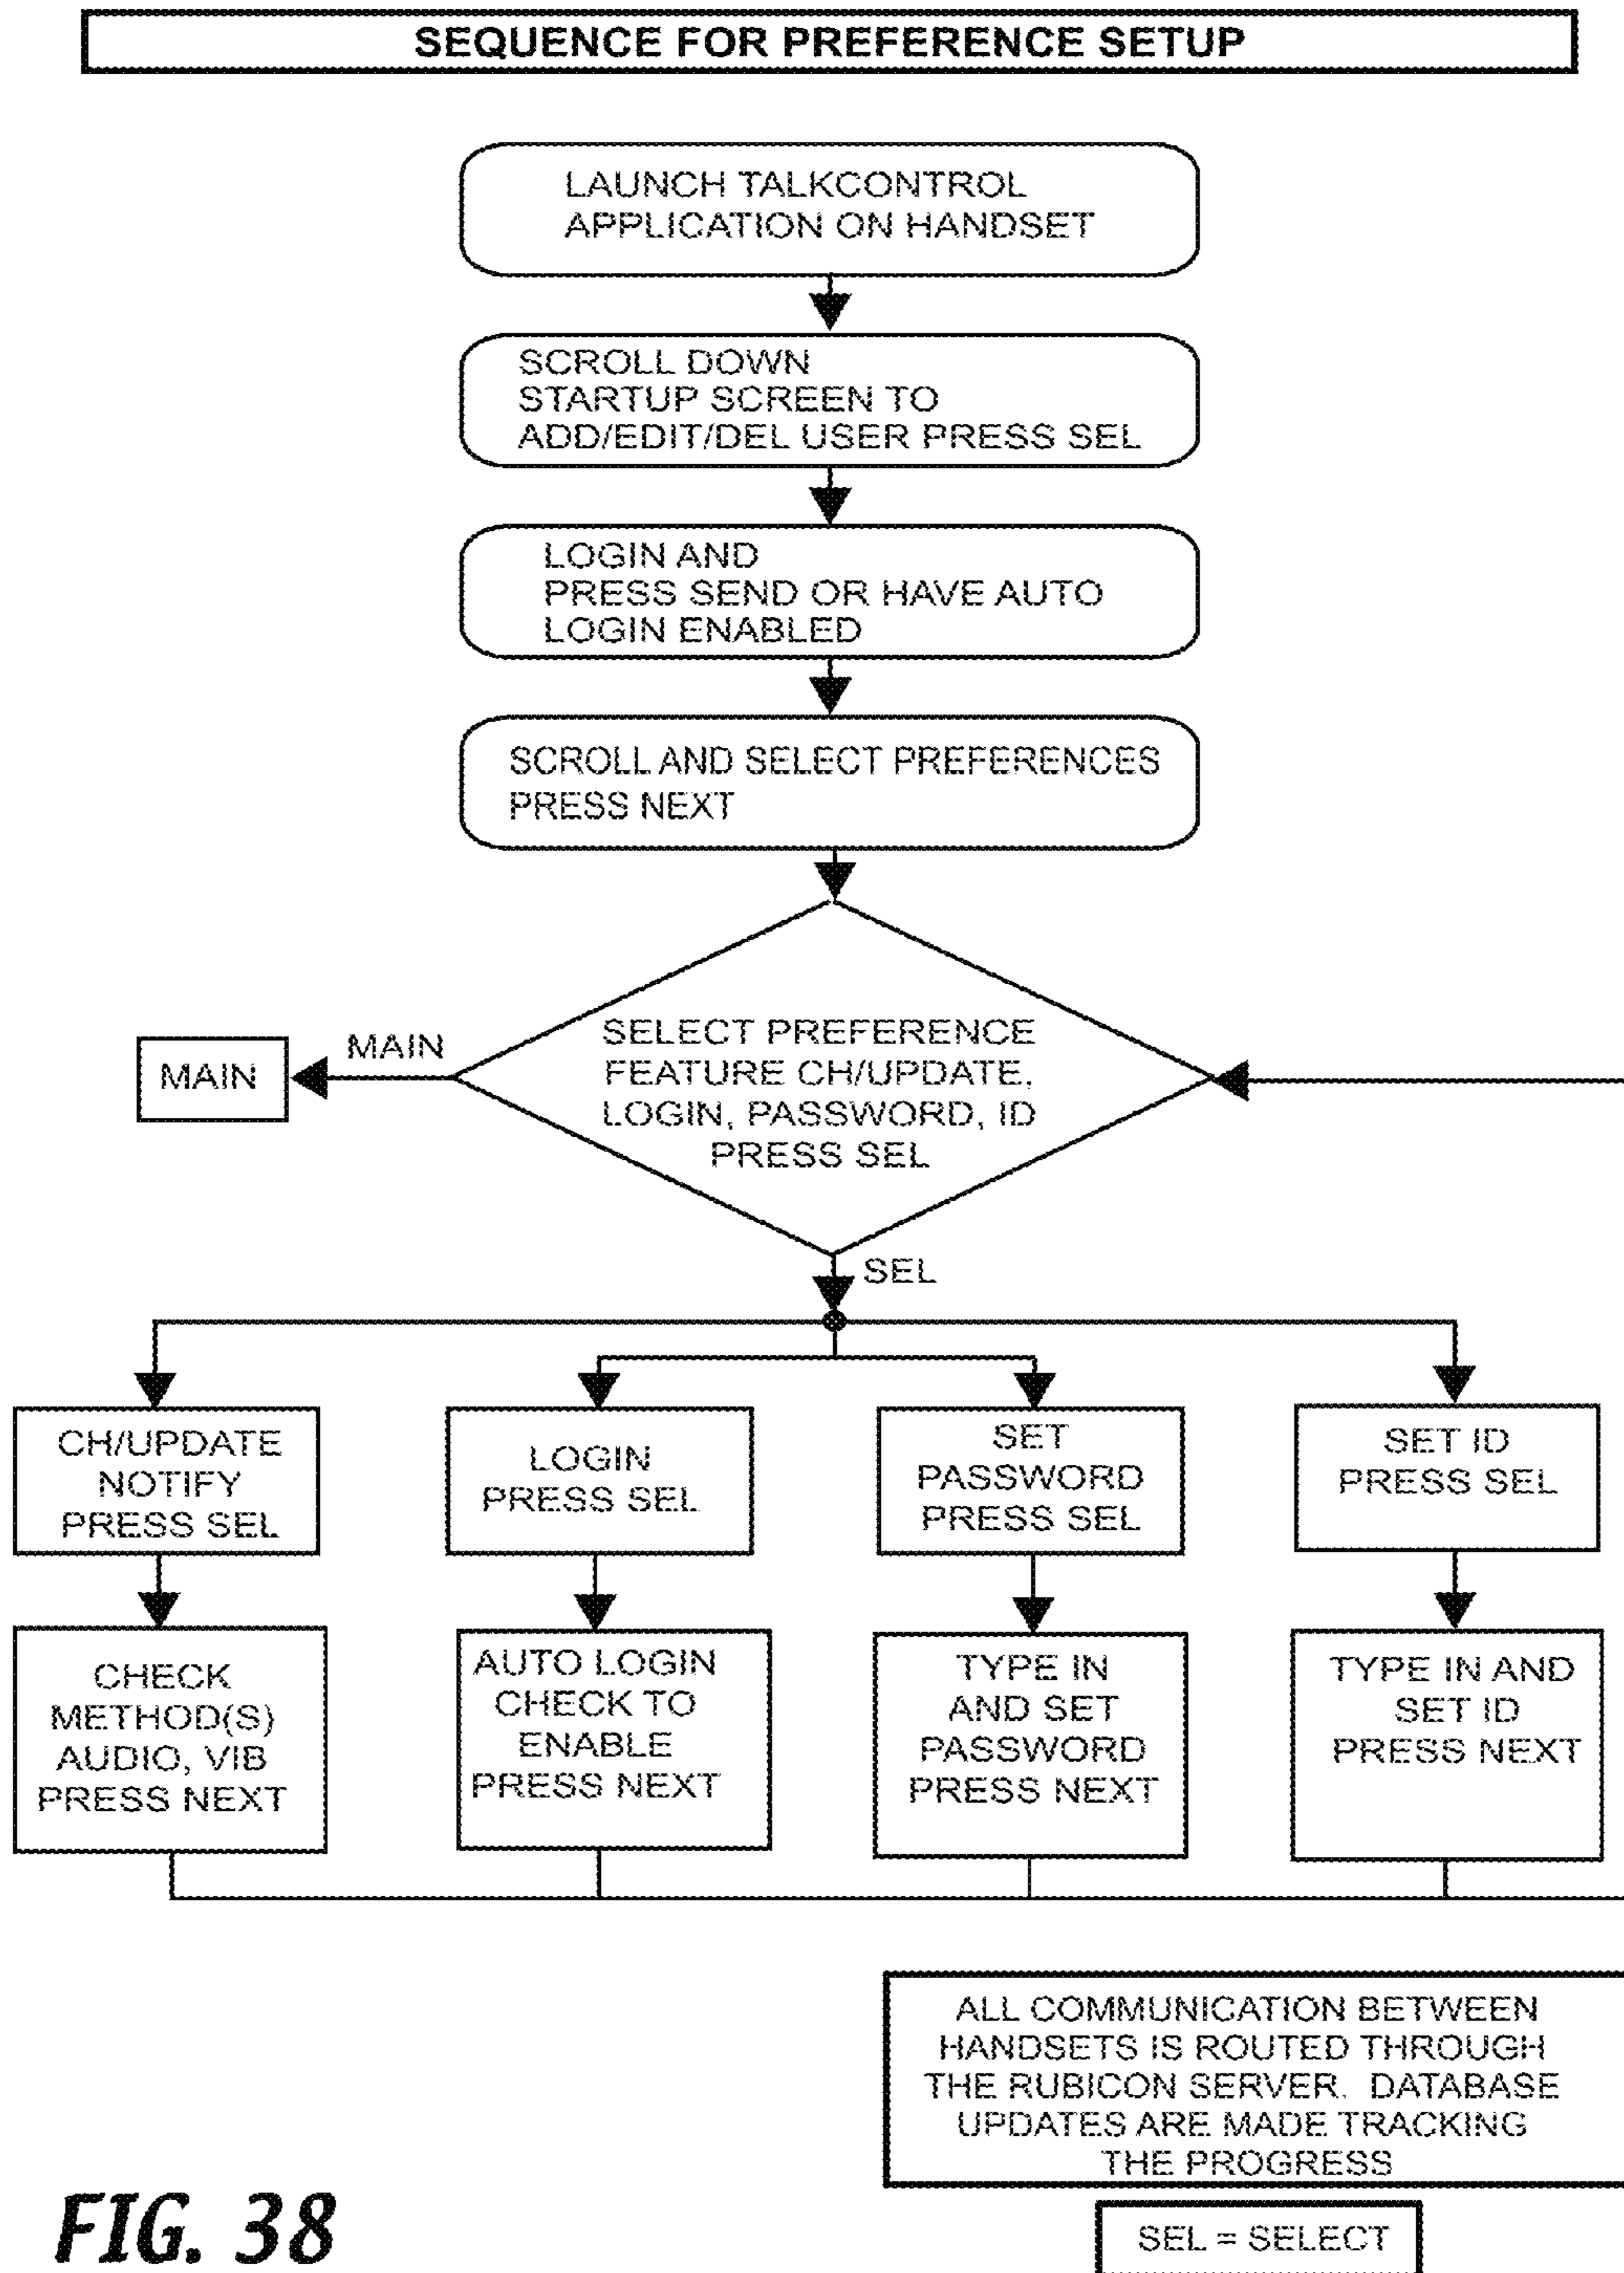 SEQUENCE FOR PREFERENCE SETUP
LAUNCH TALKCONTROL
APPLICATION ON HANDSET
SCROLL DOWN
STARTUP SCREEN TO
ADD/EDIT/DEL USER PRESS SEL
LOGIN AND
PRESS SEND OR HAVE AUTO
LOGIN ENABLED
SCROLL AND SELECT PREFERENCES
PRESS NEXT
MAIN
MAIN
SELECT PREFERENCE
FEATURE CH/UPDATE,
LOGIN, PASSWORD, ID
PRESS SEL
SEL
CH/UPDATE
NOTIFY
PRESS SEL
LOGIN
PRESS SEL
SET
PASSWORD
PRESS SEL
SET ID
PRESS SEL
CHECK
METHOD(S)
AUDIO, VIB
PRESS NEXT
AUTO LOGIN
CHECK TO
ENABLE
PRESS NEXT
TYPE IN
AND SET
PASSWORD
PRESS NEXT
TYPE IN AND
SET ID
PRESS NEXT
ALL COMMUNICATION BETWEEN
HANDSETS IS ROUTED THROUGH
THE RUBICON SERVER. DATABASE
UPDATES ARE MADE TRACKING
THE PROGRESS
SEL = SELECT
FIG. 38